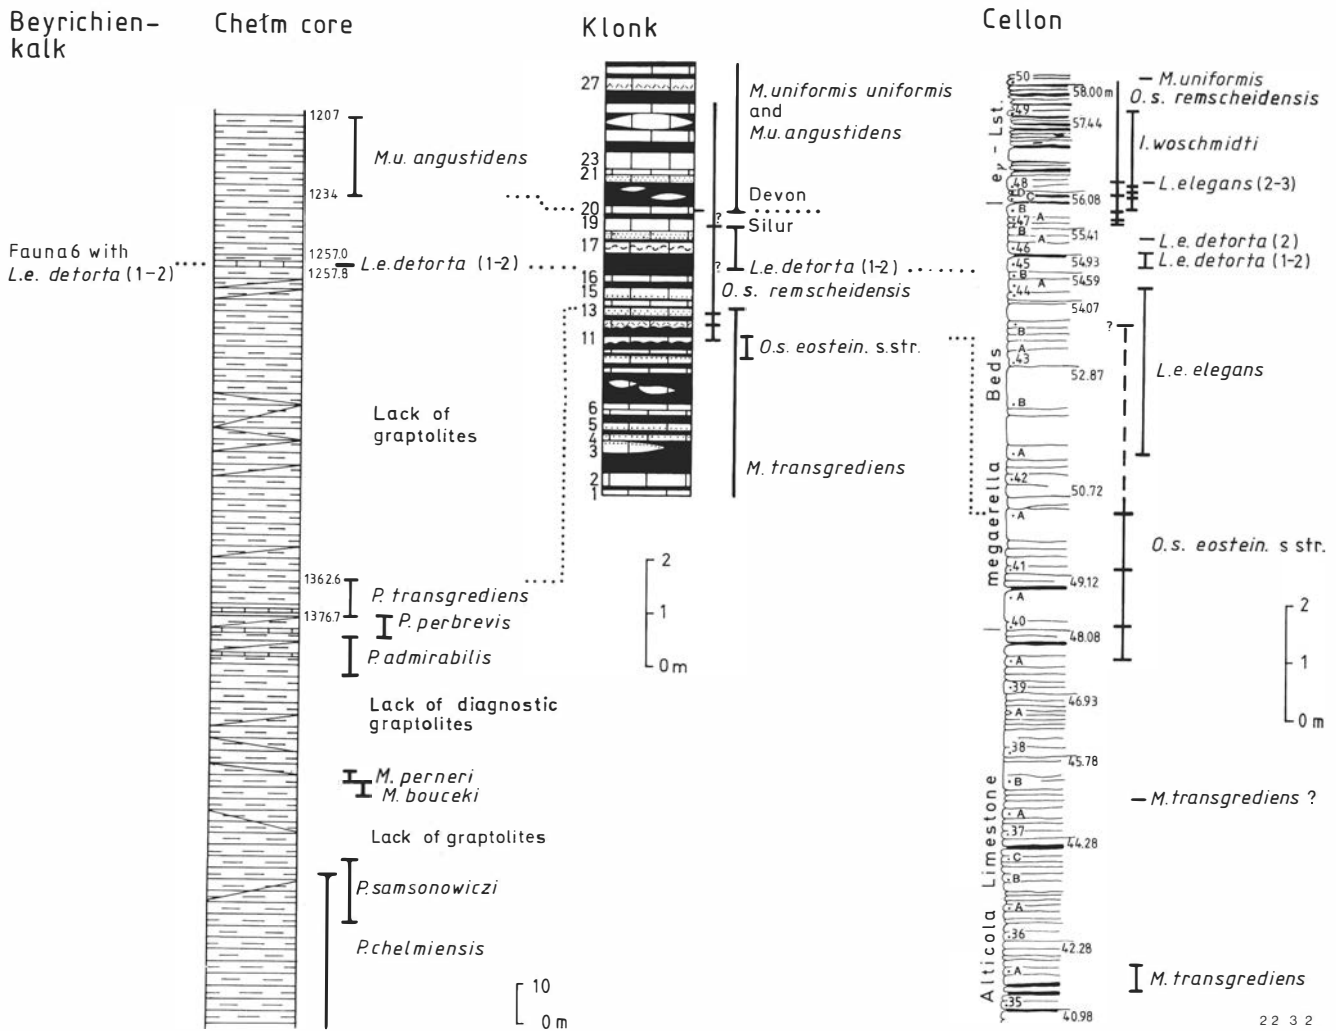 Beyrichien-
kalk
Fauna 6 with
L.e. detorta (1-2)
Chełm core
1207
1234
M.u. angustidens
1257.0
1257.8
L.e. detorta (1-2)
Lack of
graptolites
1362.6
1376.7
P. transgrediens
P. perbrevis
P. admirabilis
Lack of diagnostic
graptolites
M. perneri
M. bouceki
Lack of graptolites
P. samsonowiczi
P. chelmiensis
10
0 m
Klonk
27
23
21
20
19
17
16
15
13
11
6
5
4
3
2
1
M. uniformis uniformis
and
M.u. angustidens
Devon
?
Silur
?
L.e. detorta (1-2)
O.s. remscheidensis
O.s. eostein. s.str.
M. transgrediens
2
1
0 m
Cellon
ey - Lst.
megaerella Beds
Alticola Limestone
50
58.00 m
49
57.44
48
D
C
56.08
B
A
47
B
A
55.41
46
54.93
45
B
A
54.59
44
54.07
B
A
43
52.87
B
A
42
50.72
A
41
49.12
A
40
48.08
A
39
46.93
A
38
45.78
B
A
37
44.28
C
B
A
36
42.28
A
35
40.98
M. uniformis
O.s. remscheidensis
I. woschmidti
L. elegans (2-3)
L.e. detorta (2)
L.e. detorta (1-2)
?
L.e. elegans
O.s. eostein. s str.
2
1
0 m
M. transgrediens ?
M. transgrediens
22 3 2